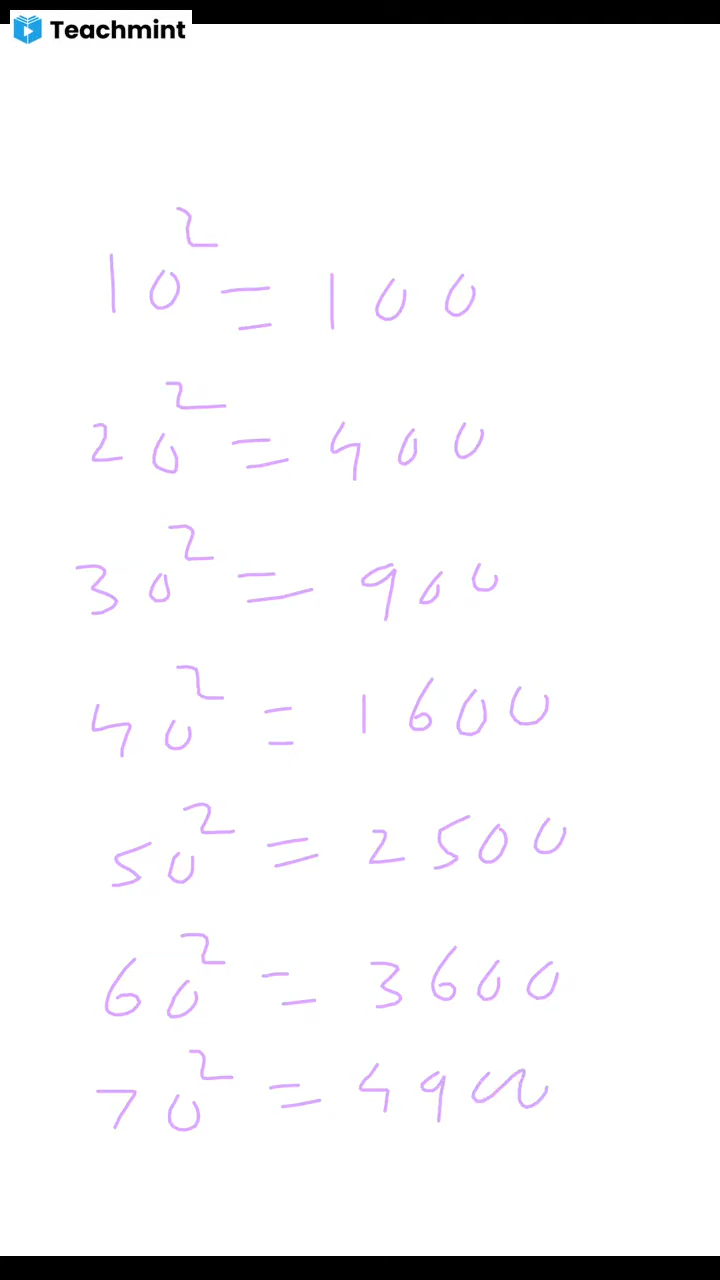 Teachmint
10² = 100
20² = 400
30² = 900
40² = 1600
50² = 2500
60² = 3600
70² = 4900